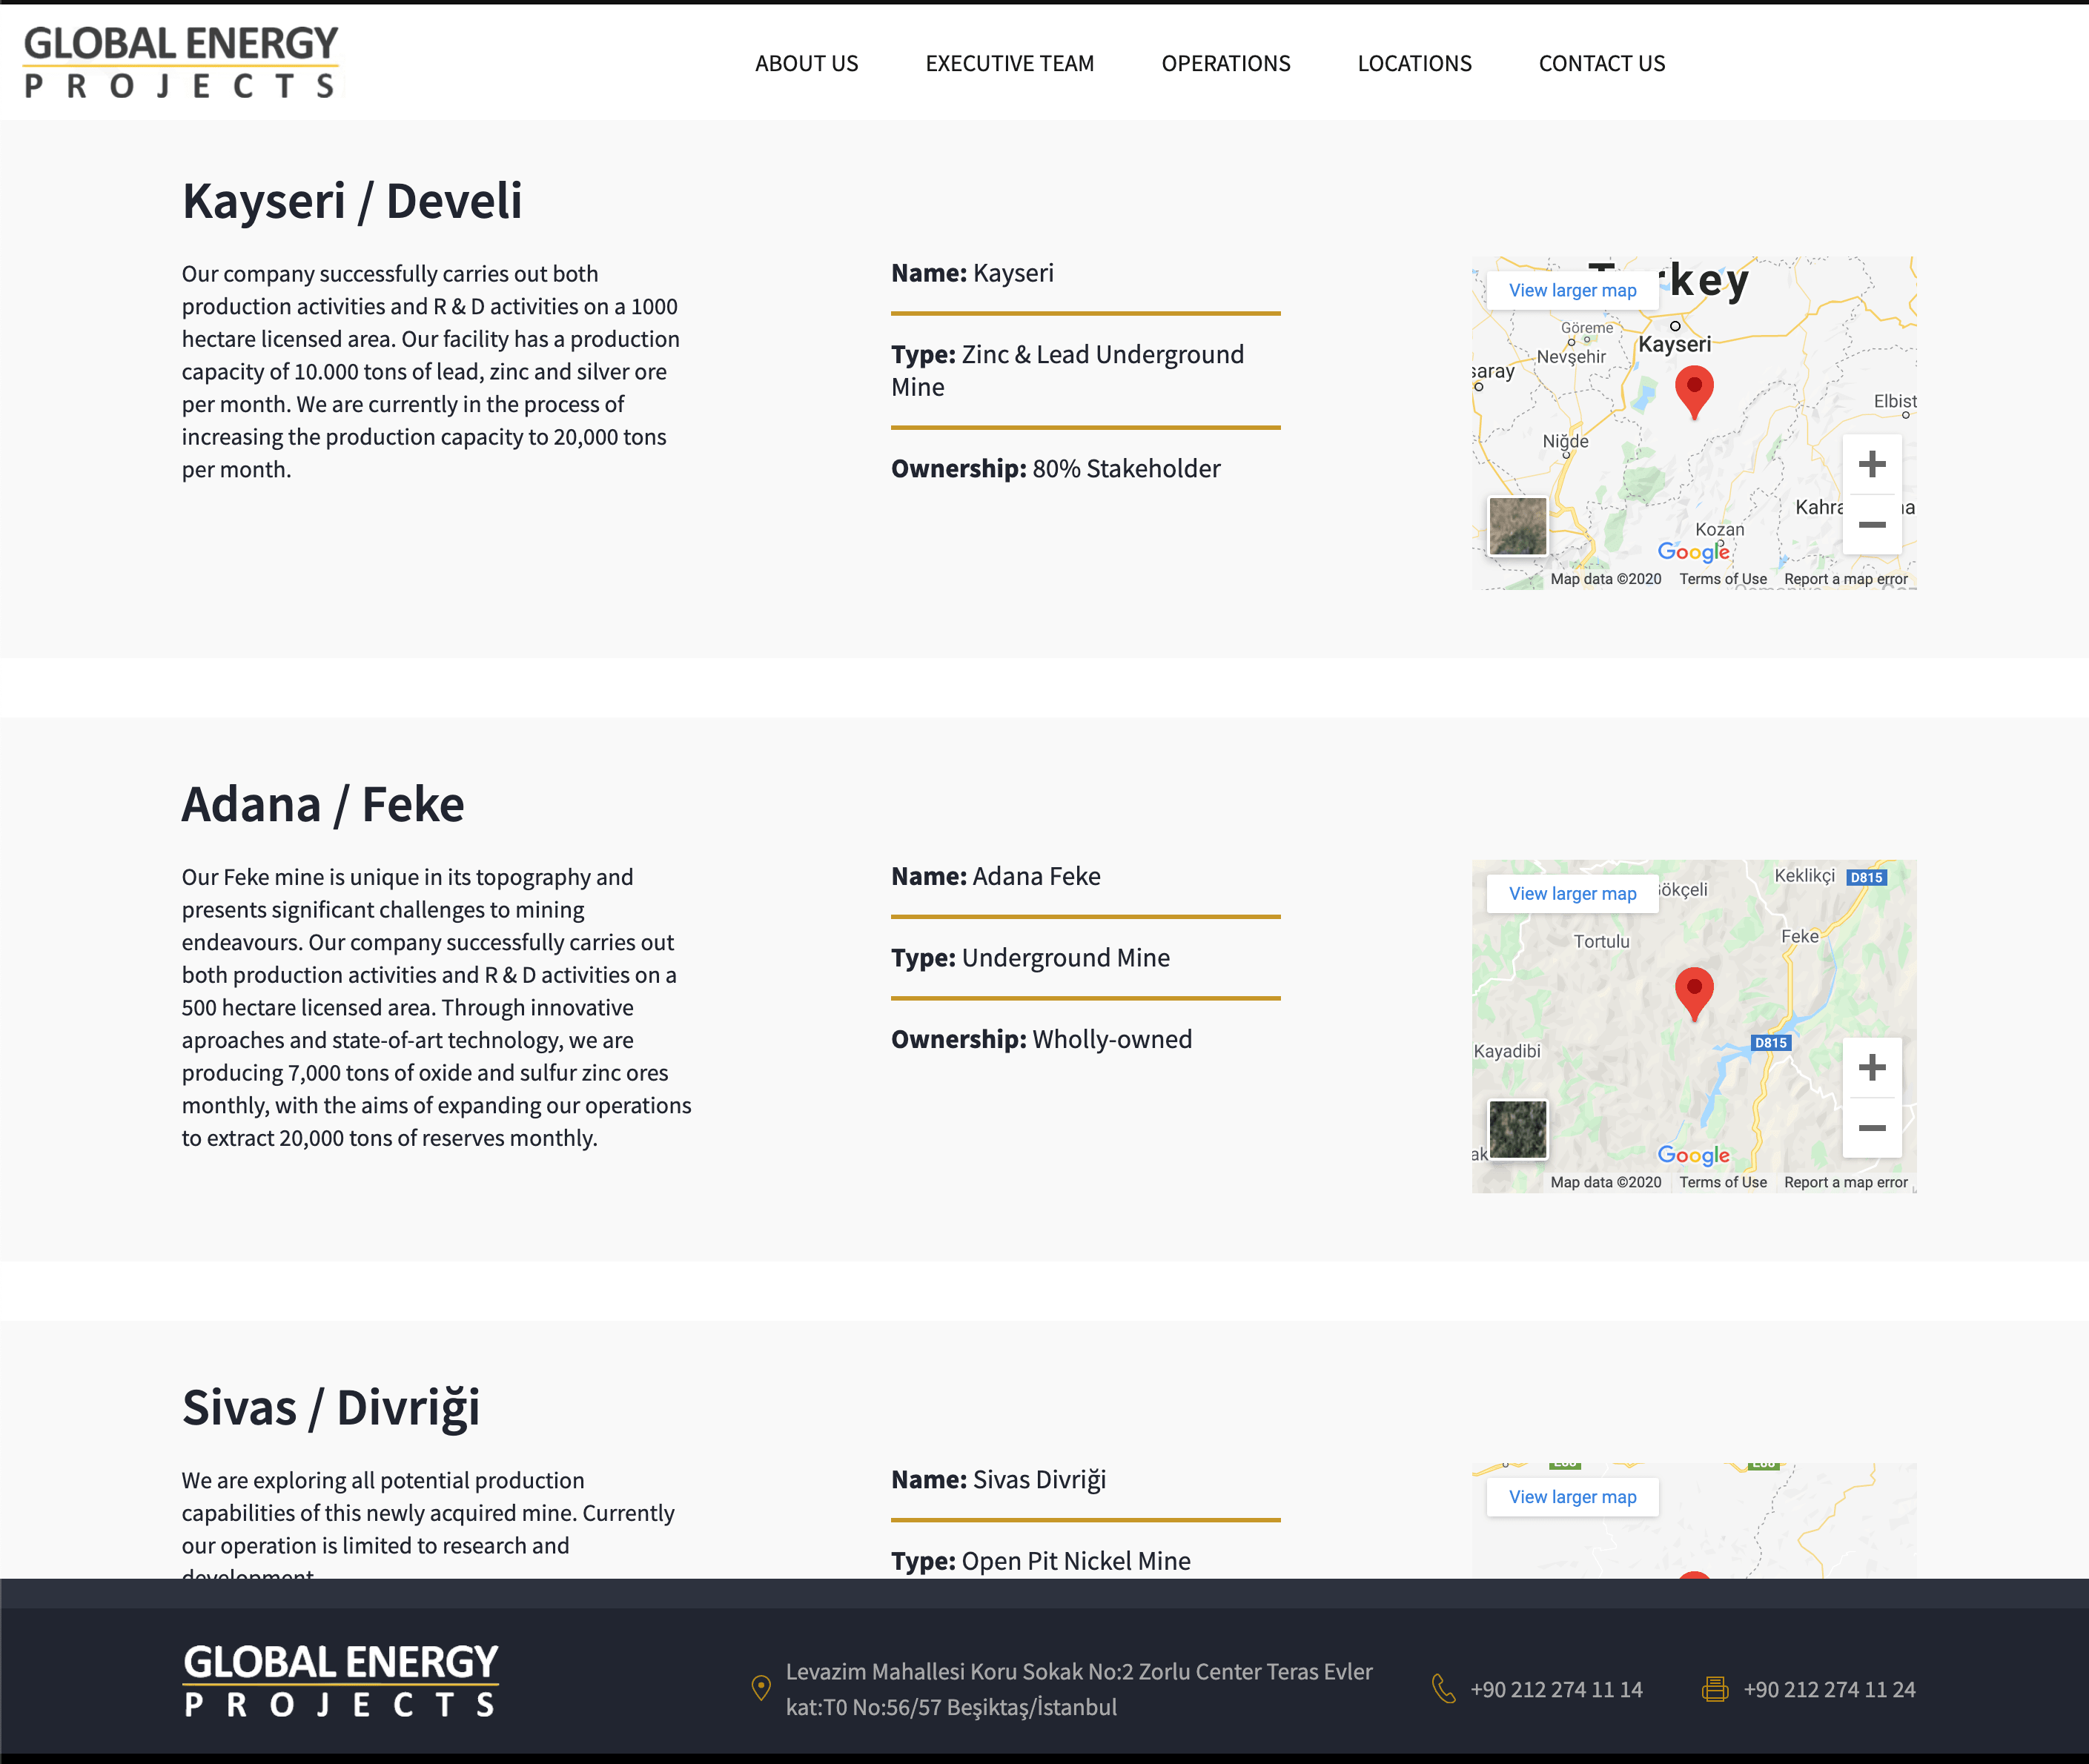 GLOBAL ENERGY
PROJECTS
ABOUT US
EXECUTIVE TEAM
OPERATIONS
LOCATIONS
CONTACT US
Kayseri / Develi
Our company successfully carries out both
production activities and R & D activities on a 1000
hectare licensed area. Our facility has a production
capacity of 10.000 tons of lead, zinc and silver ore
per month. We are currently in the process of
increasing the production capacity to 20,000 tons
per month.
Name: Kayseri
Type: Zinc & Lead Underground
Mine
Ownership: 80% Stakeholder
View larger map
Göreme
Nevşehir
Kayseri
saray
Elbist
Niğde
Kozan
Google
Map data ©2020
Terms of Use
Report a map error
Adana / Feke
Our Feke mine is unique in its topography and
presents significant challenges to mining
endeavours. Our company successfully carries out
both production activities and R & D activities on a
500 hectare licensed area. Through innovative
aproaches and state-of-art technology, we are
producing 7,000 tons of oxide and sulfur zinc ores
monthly, with the aims of expanding our operations
to extract 20,000 tons of reserves monthly.
Name: Adana Feke
Type: Underground Mine
Ownership: Wholly-owned
View larger map
ökçeli
Keklikçi
D815
Tortulu
Feke
D815
Kayadibi
ak
Google
Map data ©2020
Terms of Use
Report a map error
Sivas / Divriği
We are exploring all potential production
capabilities of this newly acquired mine. Currently
our operation is limited to research and
development
Name: Sivas Divriği
Type: Open Pit Nickel Mine
View larger map
GLOBAL ENERGY
PROJECTS
Levazim Mahallesi Koru Sokak No:2 Zorlu Center Teras Evler
kat:T0 No:56/57 Beşiktaş/İstanbul
+90 212 274 11 14
+90 212 274 11 24